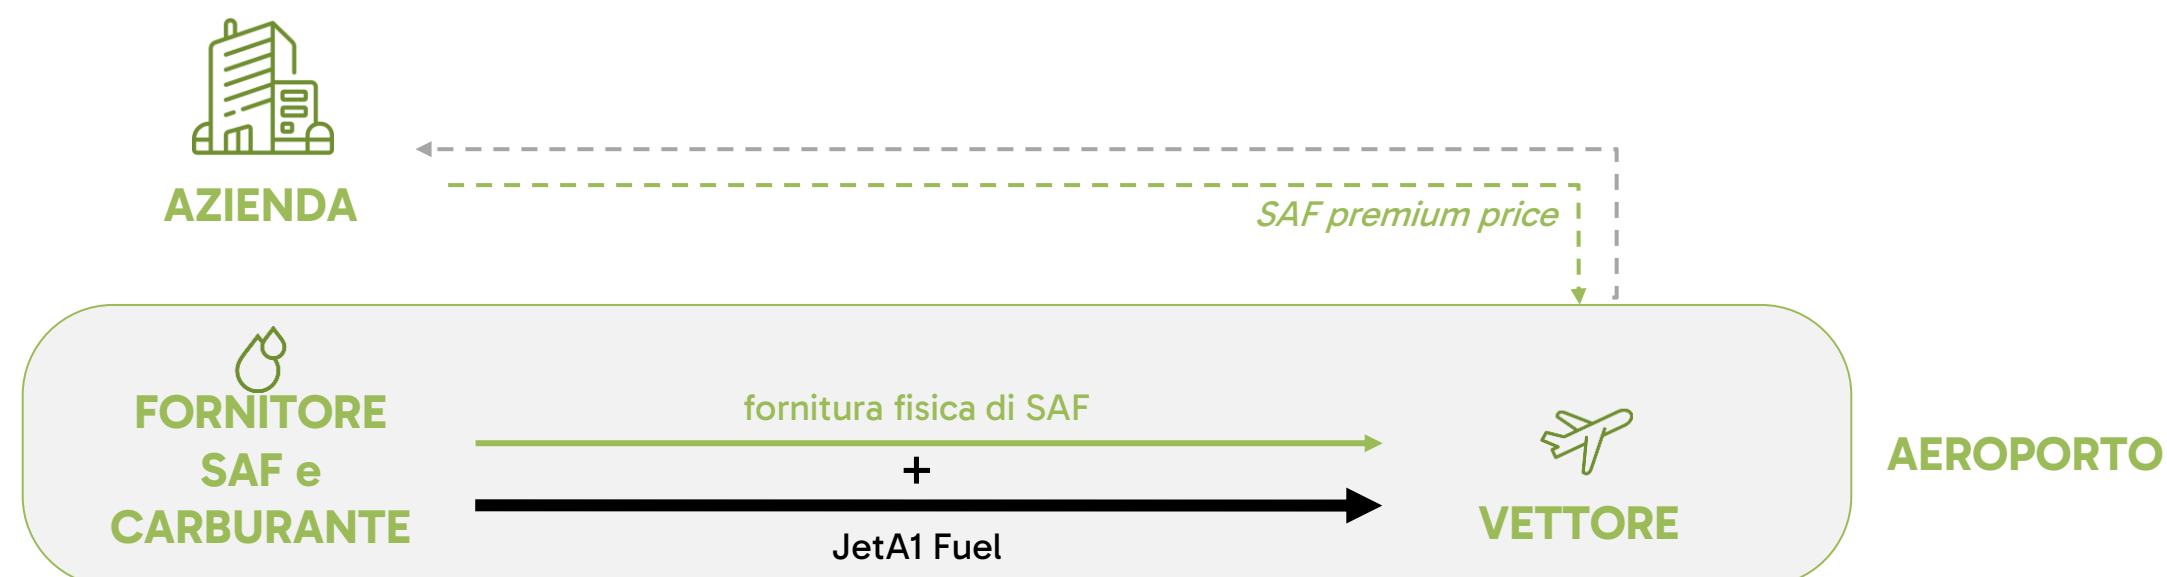 AZIENDA
SAF premium price
FORNITORE
SAF e
CARBURANTE
fornitura fisica di SAF
+
JetA1 Fuel
VETTORE
AEROPORTO